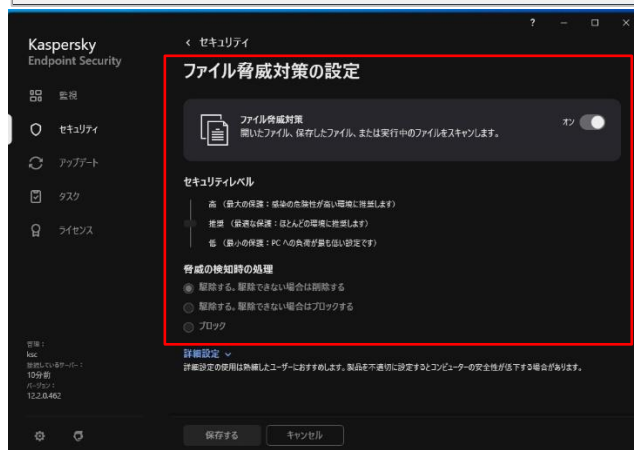 Kaspersky
Endpoint Security
監視
セキュリティ
アップデート
タスク
ライセンス
管理：
ksc
接続しているサーバー：
10分前
バージョン：
12.2.0.462
?
セキュリティ
ファイル脅威対策の設定
ファイル脅威対策
開いたファイル、保存したファイル、または実行中のファイルをスキャンします。
オン
セキュリティレベル
高 （最大の保護：感染の危険性が高い環境に推奨します）
推奨 （最適な保護：ほとんどの環境に推奨します）
低 （最小の保護：PC への負荷が最も低い設定です）
脅威の検知時の処理
駆除する。駆除できない場合は削除する
駆除する。駆除できない場合はブロックする
ブロック
詳細設定
詳細設定の使用は熟練したユーザーにおすすめします。製品を不適切に設定するとコンピューターの安全性が低下する場合があります。
保存する
キャンセル